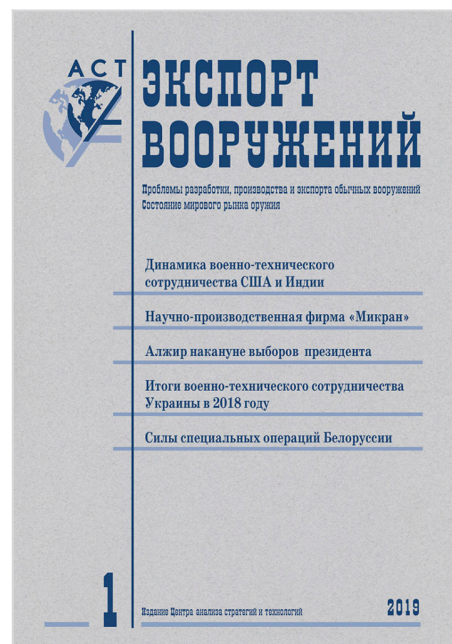 АСТ
ЭКСПОРТ
ВООРУЖЕНИЙ
Проблемы разработки, производства и экспорта обычных вооружений
Состояние мирового рынка оружия
Динамика военно-технического
сотрудничества США и Индии
Научно-производственная фирма «Микран»
Алжир накануне выборов президента
Итоги военно-технического сотрудничества
Украины в 2018 году
Силы специальных операций Белоруссии
1
Издание Центра анализа стратегий и технологий
2019